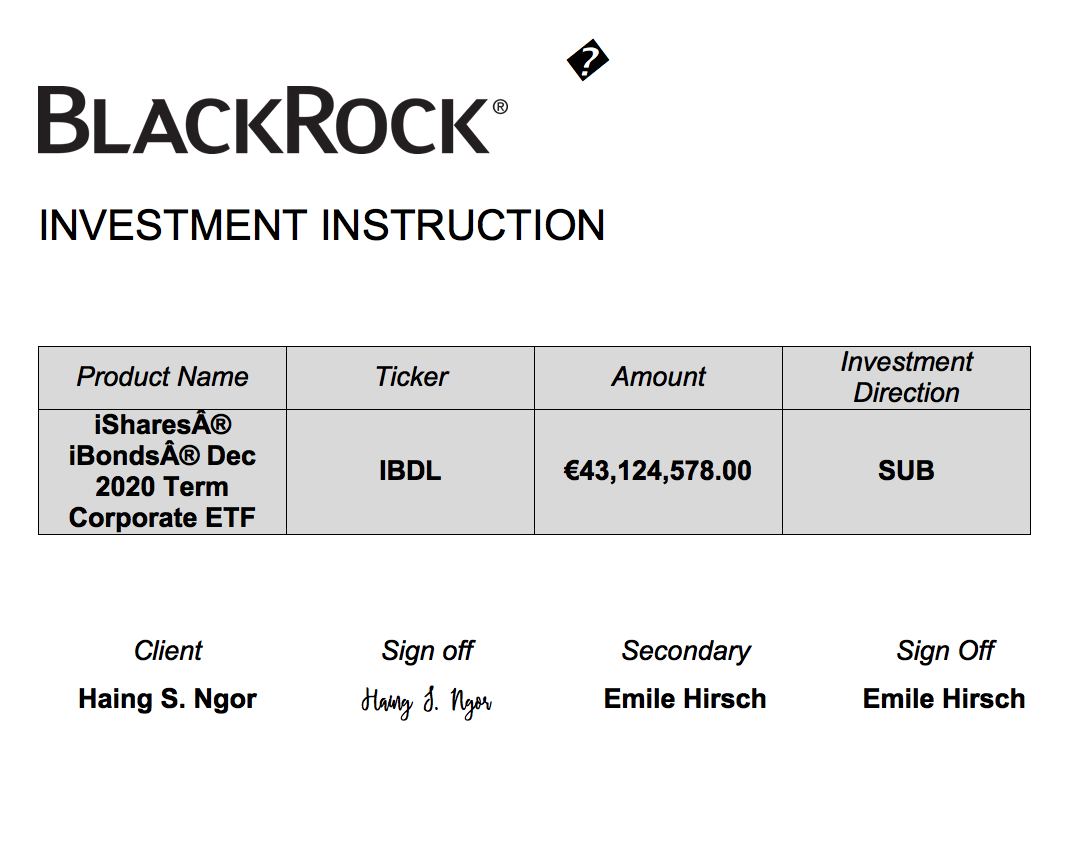 �
BLACKROCK®
INVESTMENT INSTRUCTION
Product Name
Ticker
Amount
Investment
Direction
iSharesÂ®
iBondsÂ® Dec
2020 Term
Corporate ETF
IBDL
€43,124,578.00
SUB
Client
Sign off
Secondary
Sign Off
Haing S. Ngor
Haing S. Ngor
Emile Hirsch
Emile Hirsch